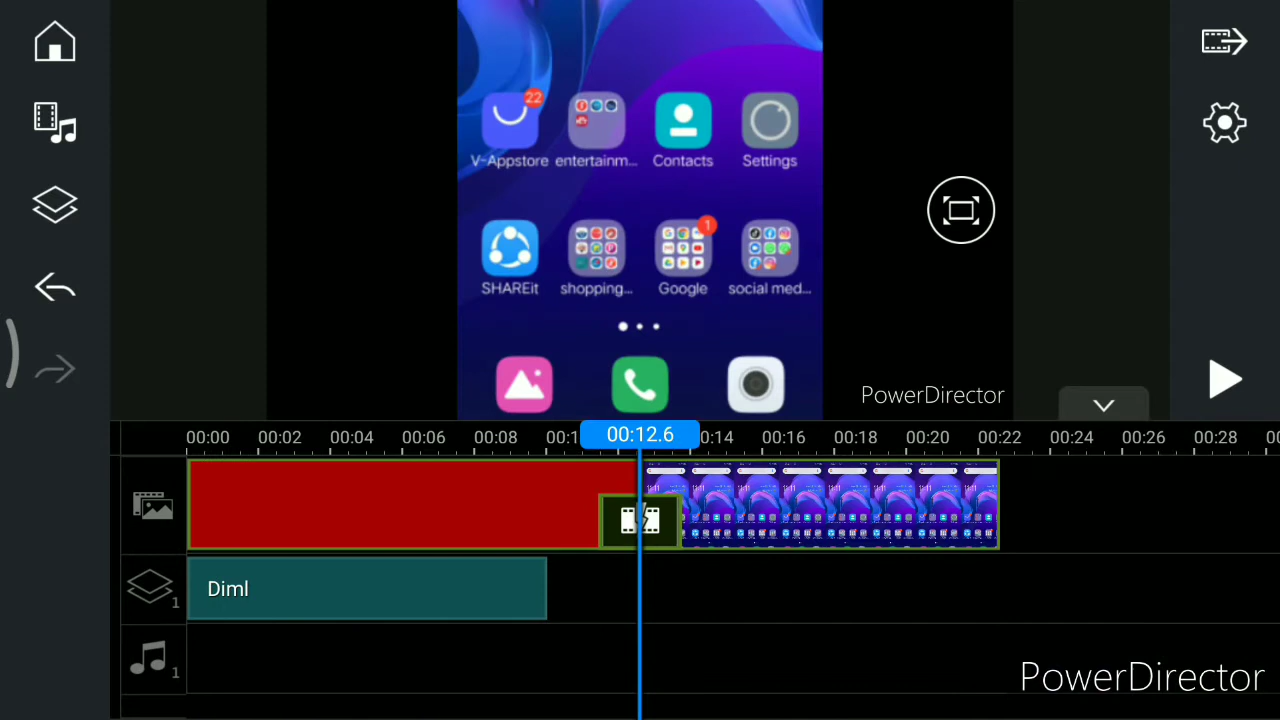 22
V-Appstore entertainm... Contacts Settings
1
SHAREit shopping... Google social med...
PowerDirector
00:00 00:02 00:04 00:06 00:08 00:1 00:12.6 :14 00:16 00:18 00:20 00:22 00:24 00:26 00:28
Diml
1
1
PowerDirector